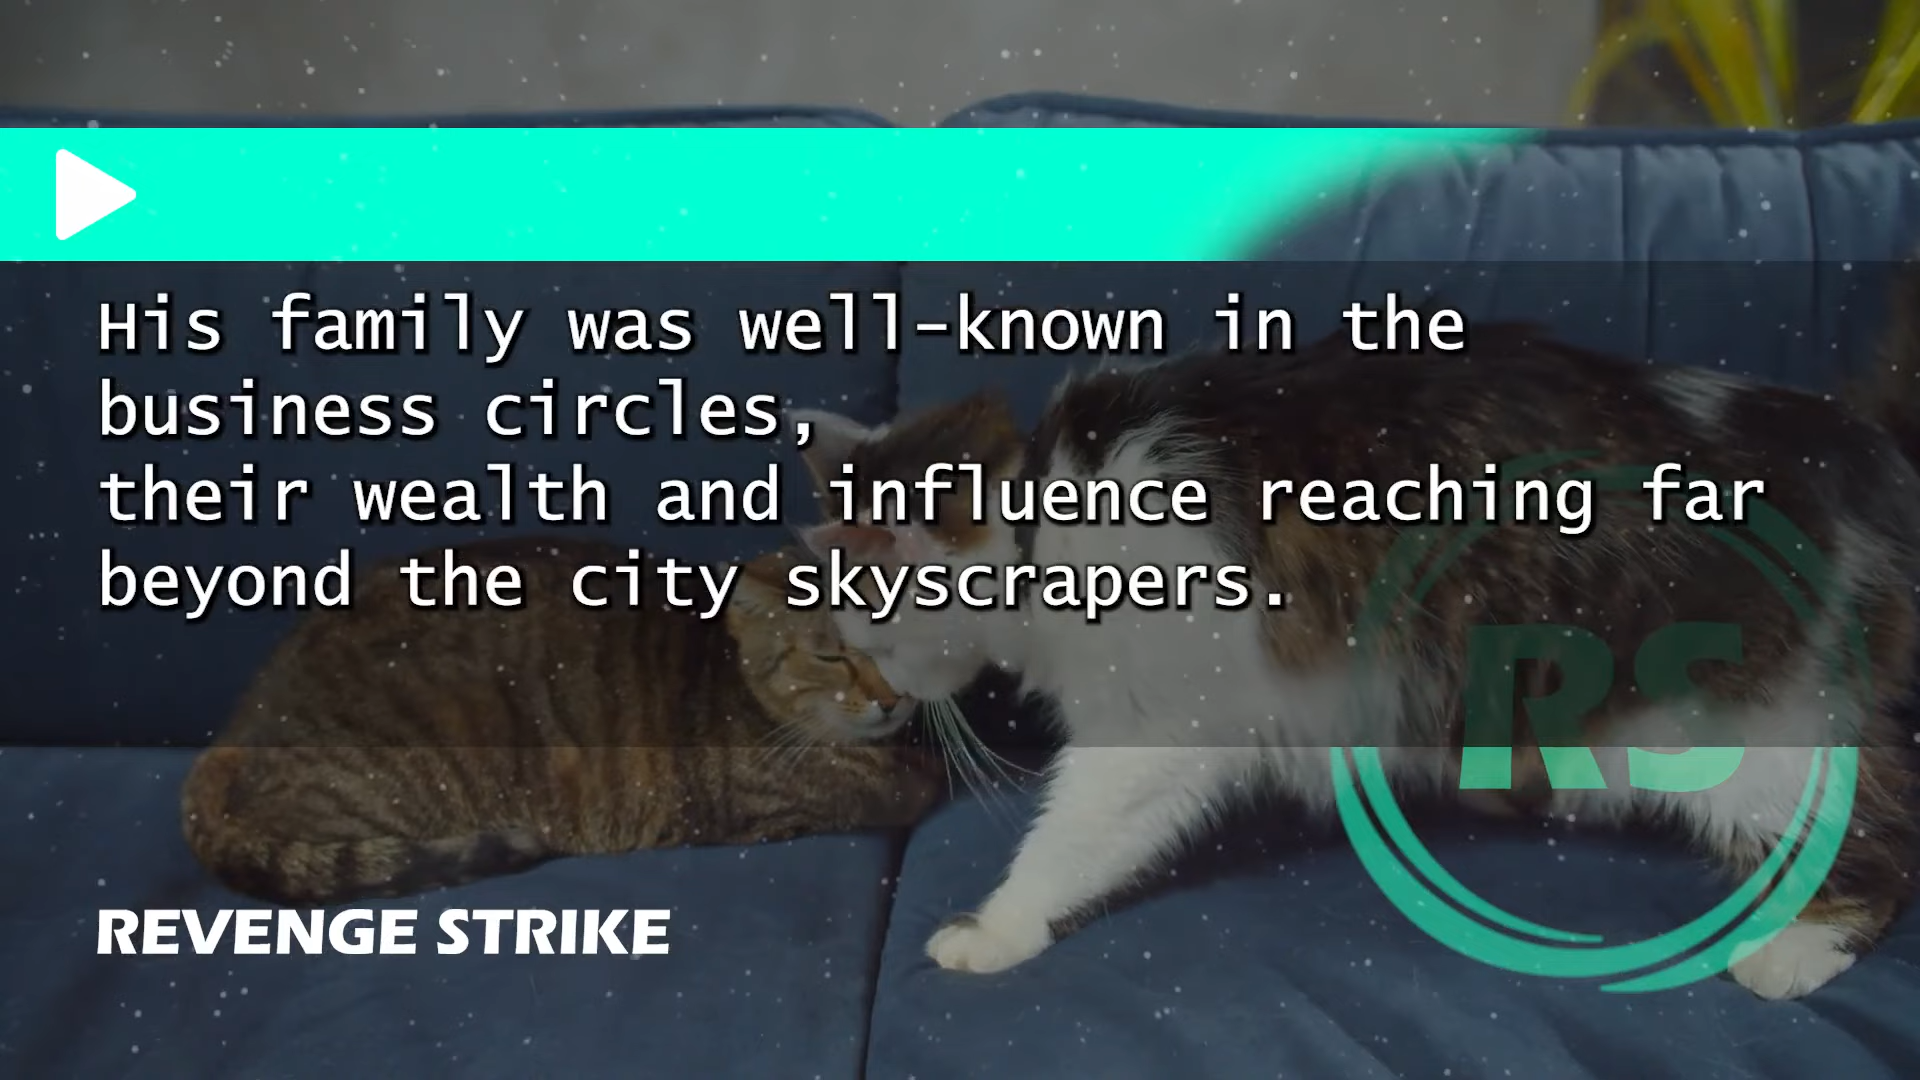 His family was well-known in the
business circles,
their wealth and influence reaching far
beyond the city skyscrapers.
RS
REVENGE STRIKE